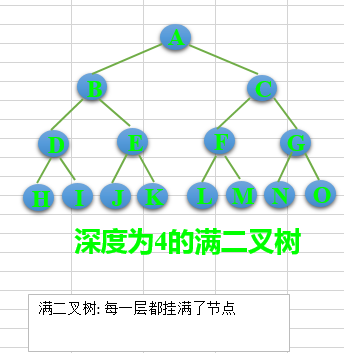 A
B C
D E F G
H I J K L M N O
深度为4的满二叉树
满二叉树: 每一层都挂满了节点